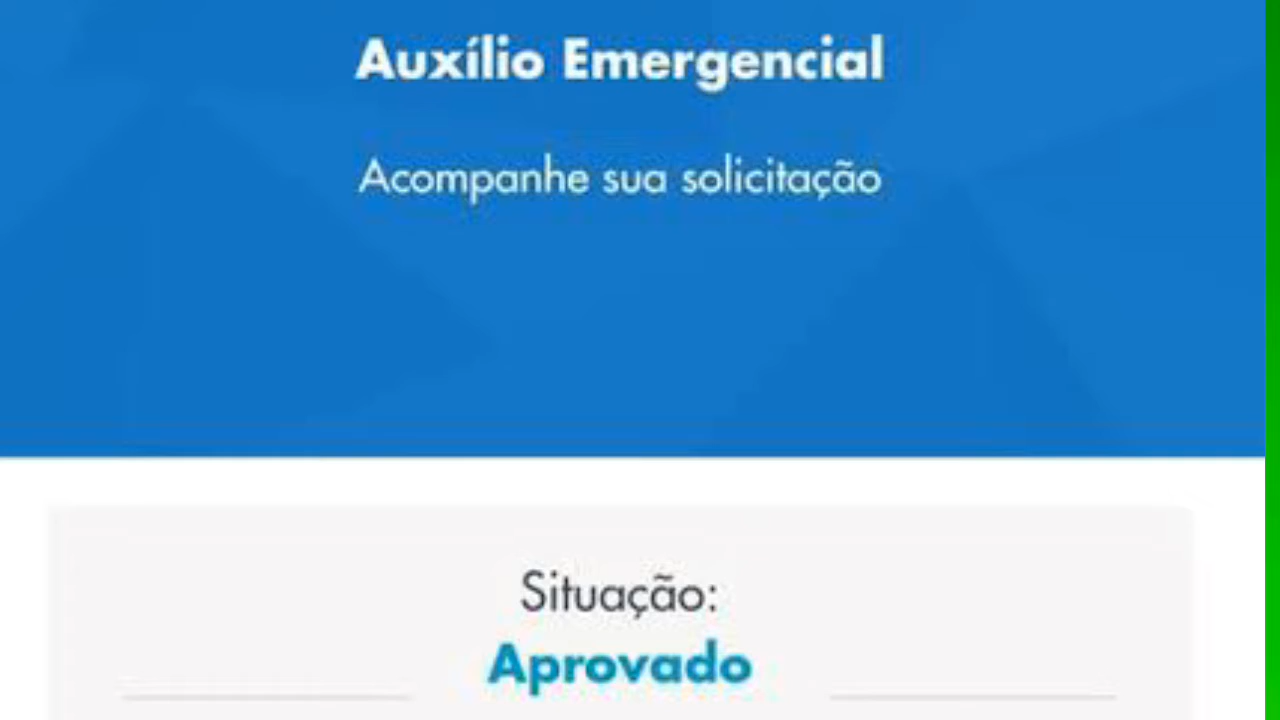 Auxílio Emergencial
Acompanhe sua solicitação
Situação:
Aprovado